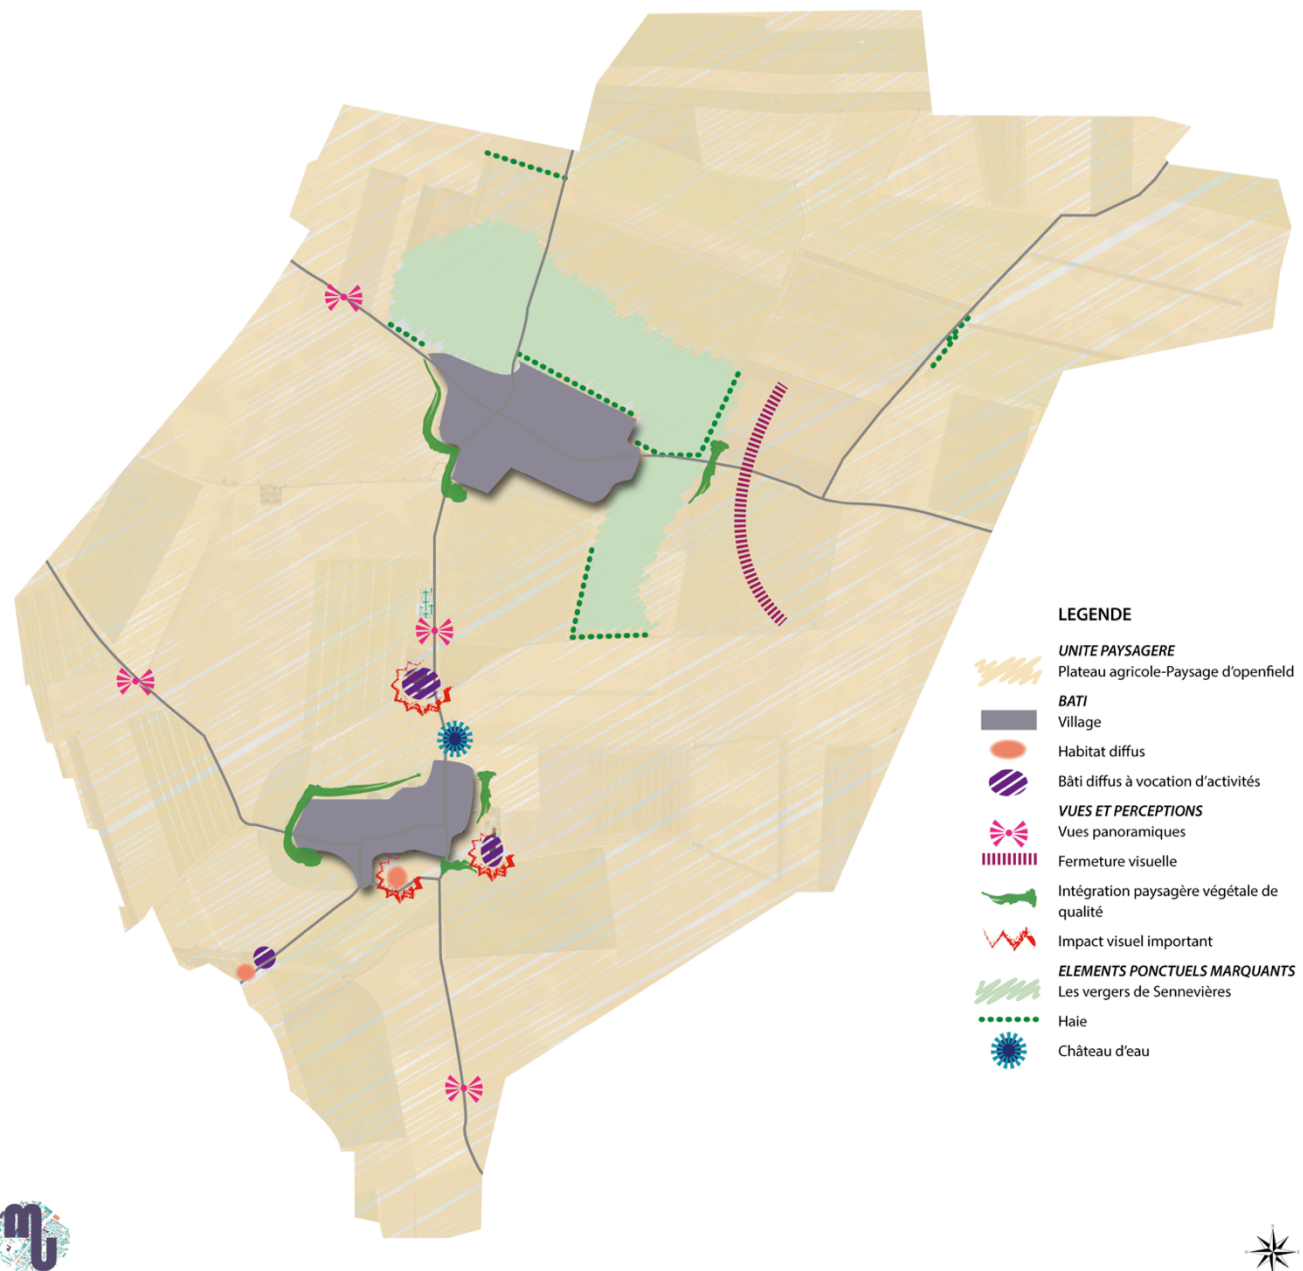 LEGENDE
UNITE PAYSAGERE
Plateau agricole-Paysage d'openfield
BATI
Village
Habitat diffus
Bâti diffus à vocation d'activités
VUES ET PERCEPTIONS
Vues panoramiques
Fermeture visuelle
Intégration paysagère végétale de
qualité
Impact visuel important
ELEMENTS PONCTUELS MARQUANTS
Les vergers de Sennevières
Haie
Château d'eau
mu